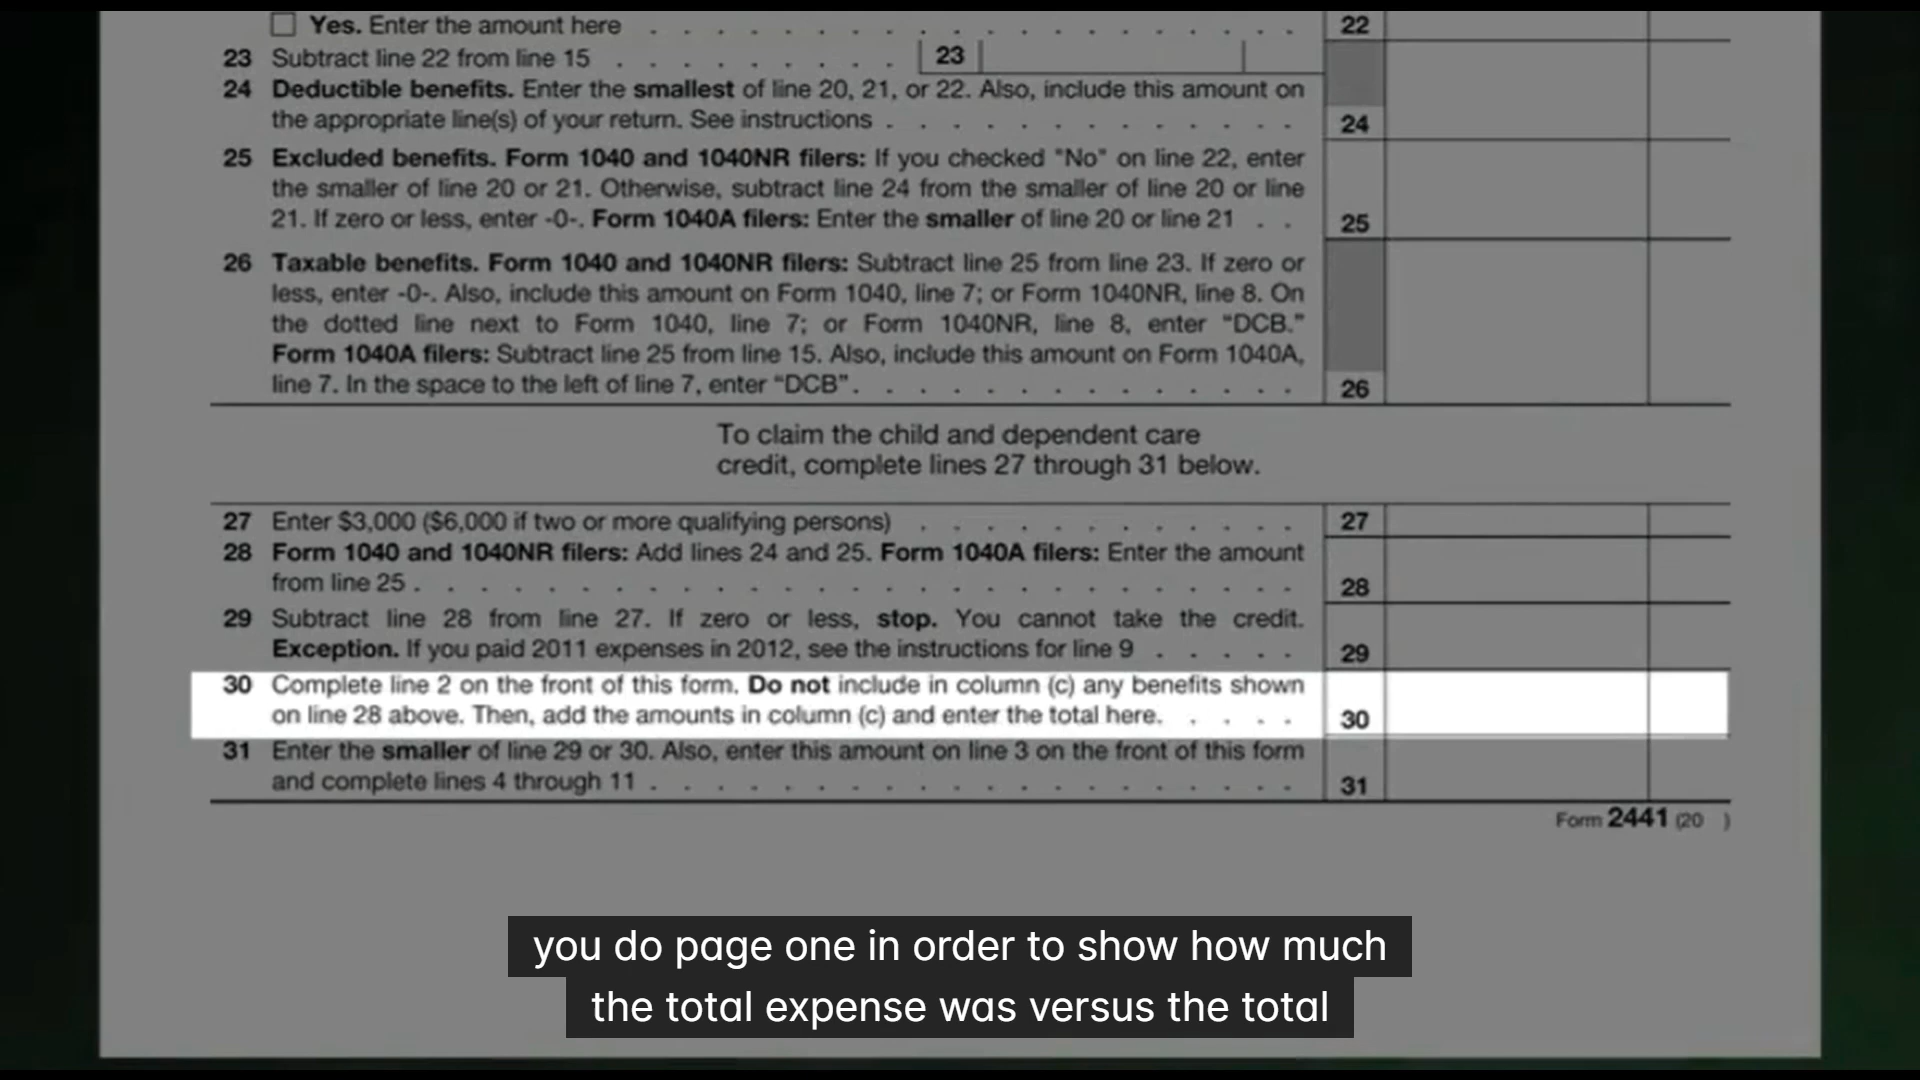 Yes. Enter the amount here . . . . . . . . . . . . . . . . . . . . 22
23 Subtract line 22 from line 15 . . . . . . . . . 23
24 Deductible benefits. Enter the smallest of line 20, 21, or 22. Also, include this amount on
the appropriate line(s) of your return. See instructions . . . . . . . . . . . . . 24
25 Excluded benefits. Form 1040 and 1040NR filers: If you checked "No" on line 22, enter
the smaller of line 20 or 21. Otherwise, subtract line 24 from the smaller of line 20 or line
21. If zero or less, enter -0-. Form 1040A filers: Enter the smaller of line 20 or line 21 . . 25
26 Taxable benefits. Form 1040 and 1040NR filers: Subtract line 25 from line 23. If zero or
less, enter -0-. Also, include this amount on Form 1040, line 7; or Form 1040NR, line 8. On
the dotted line next to Form 1040, line 7; or Form 1040NR, line 8, enter “DCB.”
Form 1040A filers: Subtract line 25 from line 15. Also, include this amount on Form 1040A,
line 7. In the space to the left of line 7, enter “DCB” . . . . . . . . . . . . . . 26
To claim the child and dependent care
credit, complete lines 27 through 31 below.
27 Enter $3,000 ($6,000 if two or more qualifying persons) . . . . . . . . . . . . 27
28 Form 1040 and 1040NR filers: Add lines 24 and 25. Form 1040A filers: Enter the amount
from line 25 . . . . . . . . . . . . . . . . . . . . . . . . . . . 28
29 Subtract line 28 from line 27. If zero or less, stop. You cannot take the credit.
Exception. If you paid 2011 expenses in 2012, see the instructions for line 9 . . . . . 29
30 Complete line 2 on the front of this form. Do not include in column (c) any benefits shown
on line 28 above. Then, add the amounts in column (c) and enter the total here. . . . . 30
31 Enter the smaller of line 29 or 30. Also, enter this amount on line 3 on the front of this form
and complete lines 4 through 11 . . . . . . . . . . . . . . . . . . . . 31
Form 2441 (20 )
you do page one in order to show how much
the total expense was versus the total